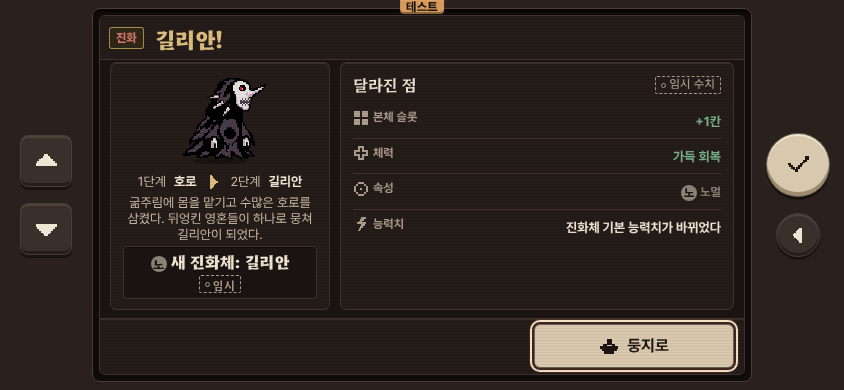 테스트
진화 길리안!
1단계 호로 2단계 길리안
굶주림에 몸을 맡기고 수많은 호로를
삼켰다. 뒤엉킨 영혼들이 하나로 뭉쳐
길리안이 되었다.
노 새 진화체: 길리안
임시
달라진 점 임시 수치
본체 슬롯 +1칸
체력 가득 회복
속성 노 노멀
능력치 진화체 기본 능력치가 바뀌었다
둥지로